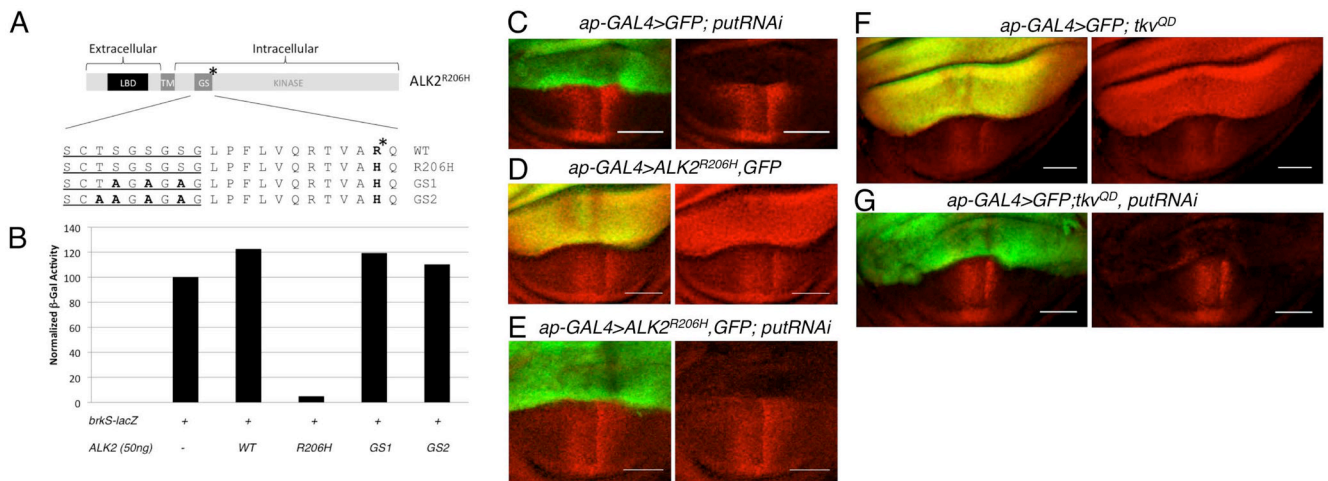 A
Extracellular
Intracellular
LBD
TM
GS
*
KINASE
ALK2R206H
*
S C T S G S G S G L P F L V Q R T V A R Q WT
S C T S G S G S G L P F L V Q R T V A H Q R206H
S C T A G A G A G L P F L V Q R T V A H Q GS1
S C A A G A G A G L P F L V Q R T V A H Q GS2
B
Normalized β-Gal Activity
140
120
100
80
60
40
20
0
brkS-lacZ + + + + +
ALK2 (50ng) - WT R206H GS1 GS2
C
ap-GAL4>GFP; putRNAi
D
ap-GAL4>ALK2R206H,GFP
E
ap-GAL4>ALK2R206H,GFP; putRNAi
F
ap-GAL4>GFP; tkvQD
G
ap-GAL4>GFP;tkvQD, putRNAi